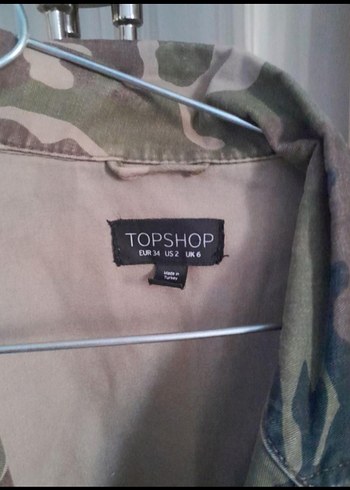 TOPSHOP
EUR 34 US 2 UK 6
Made in
Turkey